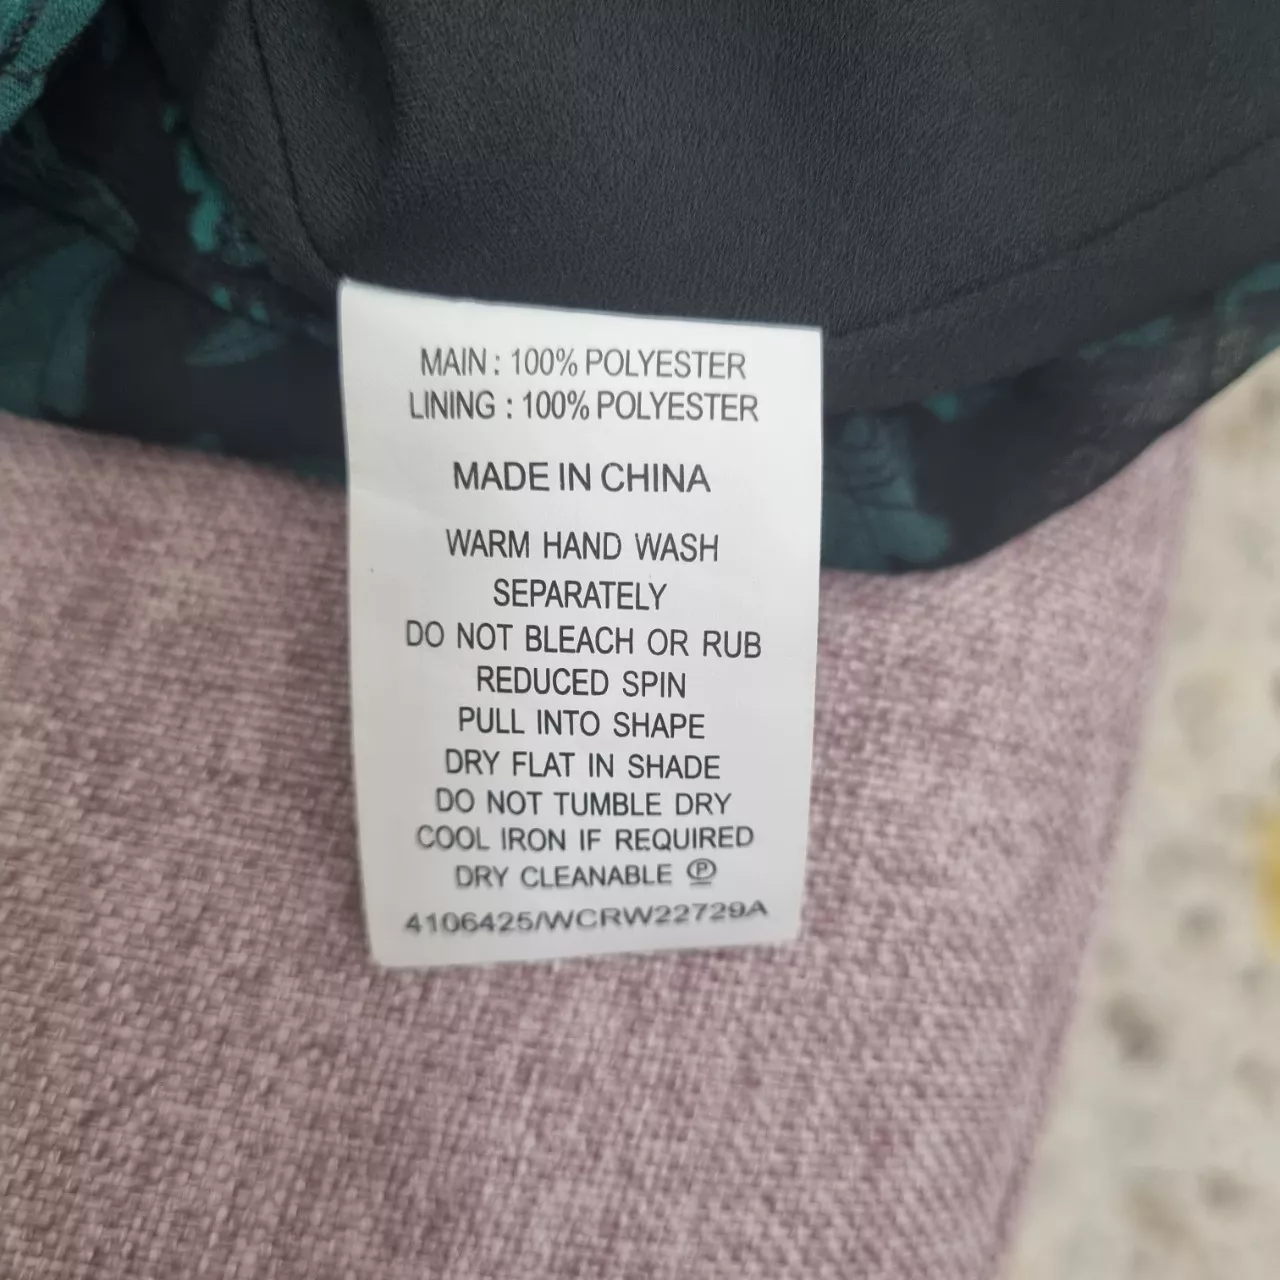 MAIN : 100% POLYESTER
LINING : 100% POLYESTER
MADE IN CHINA
WARM HAND WASH
SEPARATELY
DO NOT BLEACH OR RUB
REDUCED SPIN
PULL INTO SHAPE
DRY FLAT IN SHADE
DO NOT TUMBLE DRY
COOL IRON IF REQUIRED
DRY CLEANABLE Ⓟ
4106425/WCRW22729A